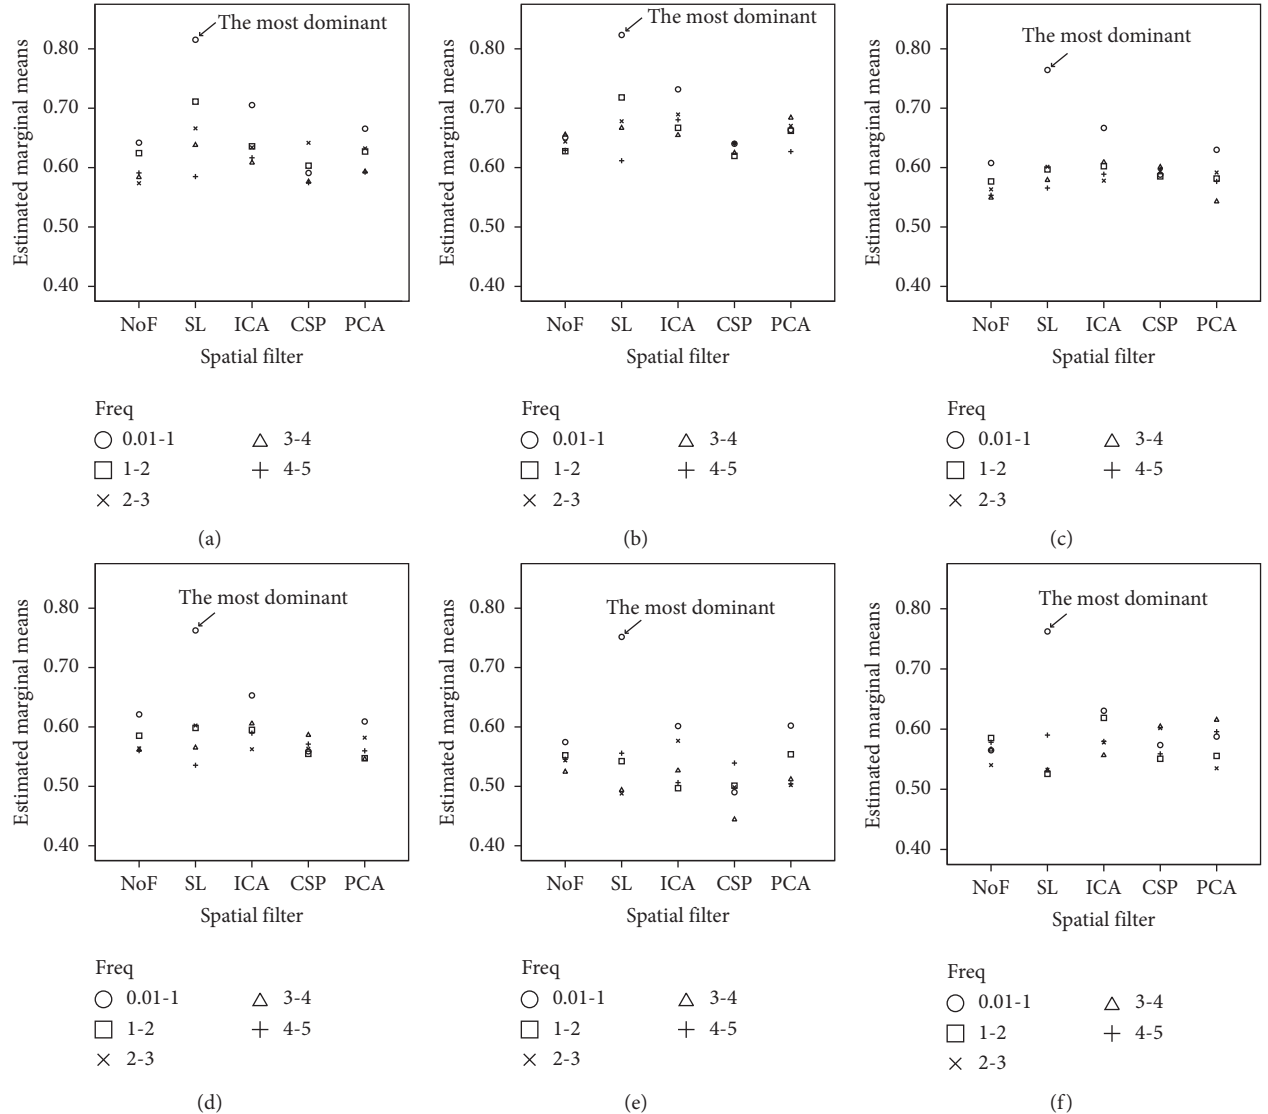 The most dominant
0.80
0.70
0.60
0.50
0.40
Estimated marginal means
NoF SL ICA CSP PCA
Spatial filter
Freq
0.01-1
1-2
2-3
3-4
4-5
(a)
The most dominant
0.80
0.70
0.60
0.50
0.40
Estimated marginal means
NoF SL ICA CSP PCA
Spatial filter
Freq
0.01-1
1-2
2-3
3-4
4-5
(b)
The most dominant
0.80
0.70
0.60
0.50
0.40
Estimated marginal means
NoF SL ICA CSP PCA
Spatial filter
Freq
0.01-1
1-2
2-3
3-4
4-5
(c)
The most dominant
0.80
0.70
0.60
0.50
0.40
Estimated marginal means
NoF SL ICA CSP PCA
Spatial filter
Freq
0.01-1
1-2
2-3
3-4
4-5
(d)
The most dominant
0.80
0.70
0.60
0.50
0.40
Estimated marginal means
NoF SL ICA CSP PCA
Spatial filter
Freq
0.01-1
1-2
2-3
3-4
4-5
(e)
The most dominant
0.80
0.70
0.60
0.50
0.40
Estimated marginal means
NoF SL ICA CSP PCA
Spatial filter
Freq
0.01-1
1-2
2-3
3-4
4-5
(f)